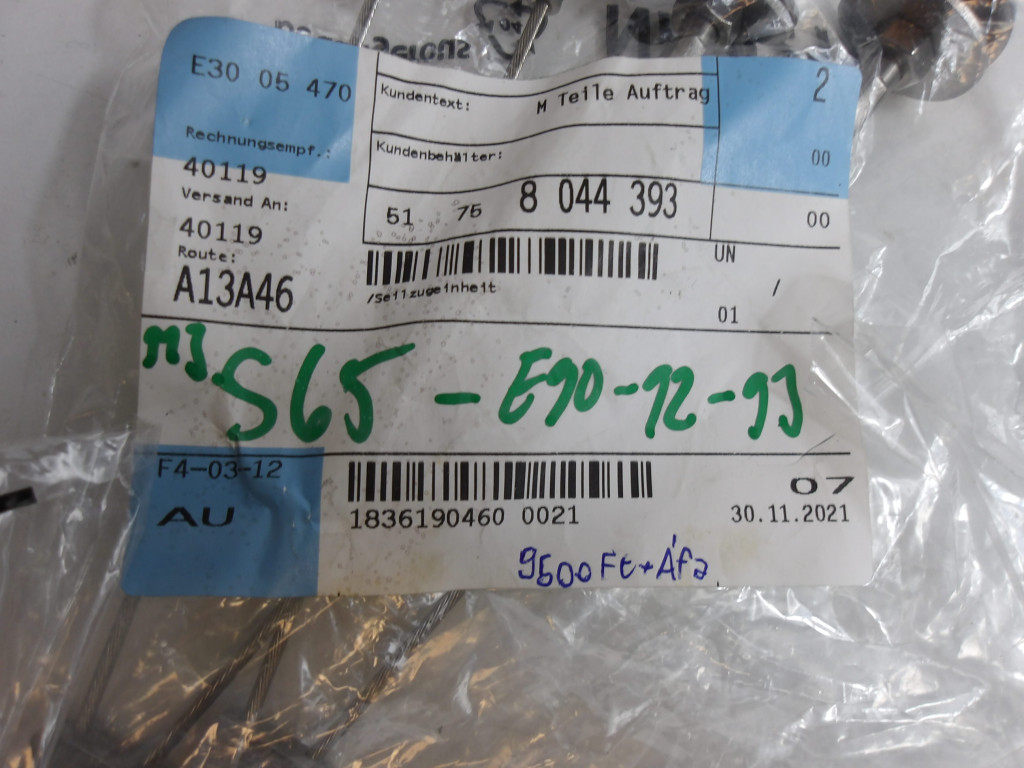 E30 05 470
Kundentext:
M Teile Auftrag
2
Rechnungsempf.:
Kundenbehälter:
00
40119
Versand An:
51 75 8 044 393
00
40119
Route:
UN
A13A46
/Seilzugeinheit
/
01
M3 S65 - E90-92-93
F4-03-12
07
AU
1836190460 0021
30.11.2021
9500 Ft + Áfa